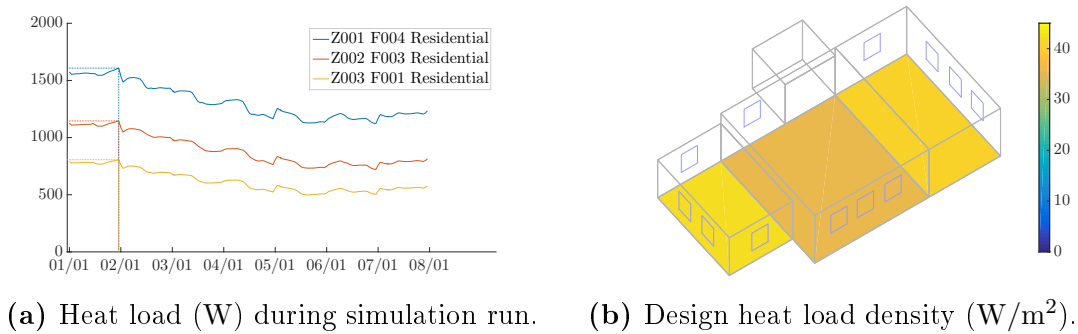 2000
1500
1000
500
0
01/01 02/01 03/01 04/01 05/01 06/01 07/01 08/01
Z001 F004 Residential
Z002 F003 Residential
Z003 F001 Residential
40
30
20
10
0
(a) Heat load (W) during simulation run.
(b) Design heat load density (W/m²).